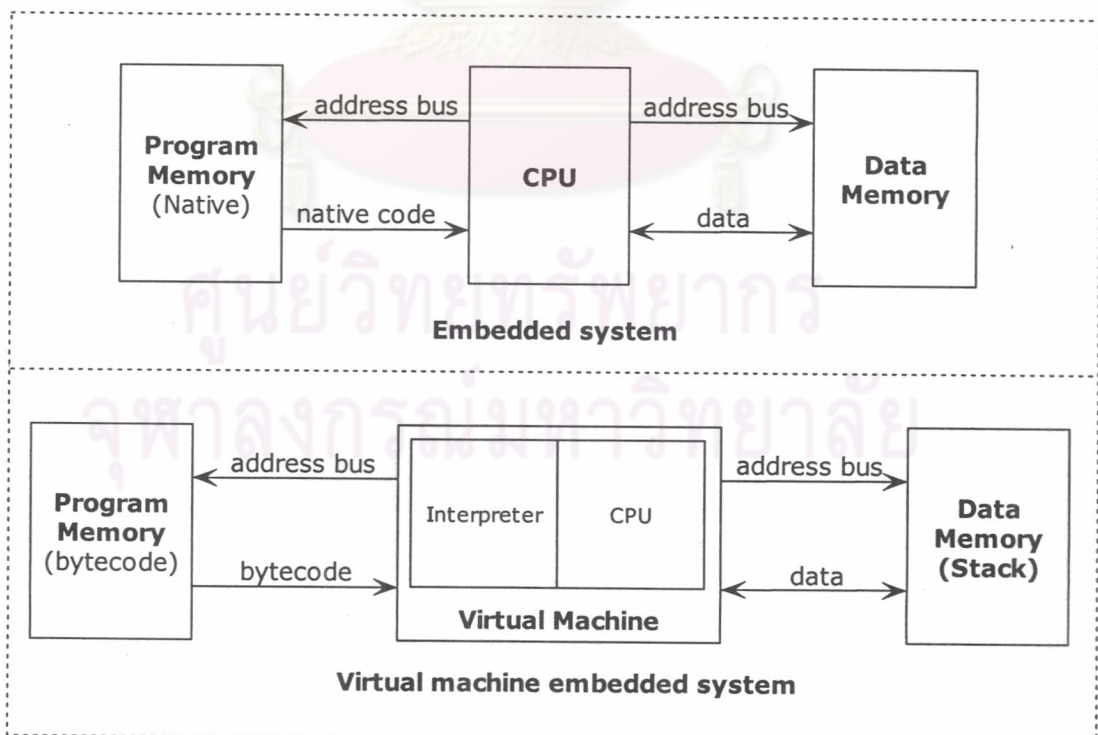 address bus
address bus
Program
Memory
(Native)
CPU
Data
Memory
native code
data
ศูนย์วิทยทรัพยากร
Embedded system
จุฬาลงกรณ์มหาวิทยาลัย
address bus
address bus
Program
Memory
(bytecode)
Interpreter
CPU
Data
Memory
(Stack)
bytecode
data
Virtual Machine
Virtual machine embedded system